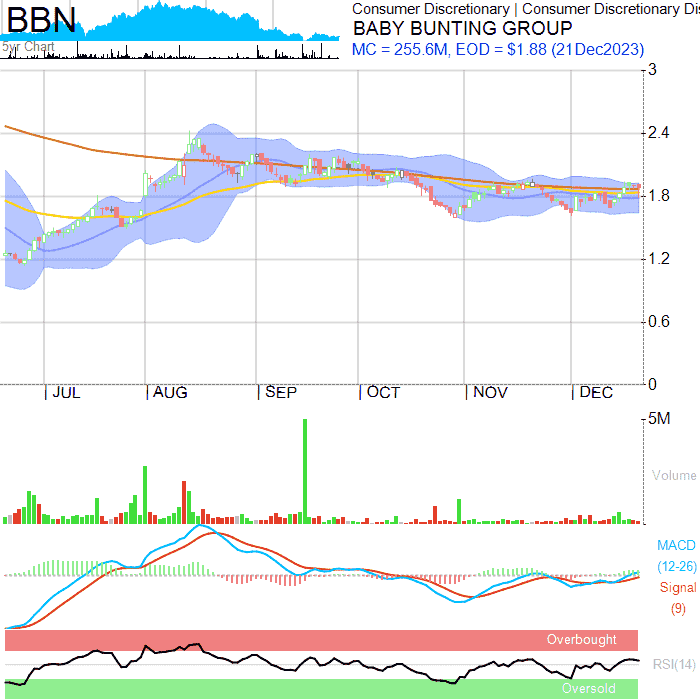 BBN
5yr Chart
Consumer Discretionary | Consumer Discretionary Dis
BABY BUNTING GROUP
MC = 255.6M, EOD = $1.88 (21Dec2023)
3
2.4
1.8
1.2
0.6
0
JUL AUG SEP OCT NOV DEC
5M
Volume
MACD
(12-26)
Signal
(9)
Overbought
RSI(14)
Oversold